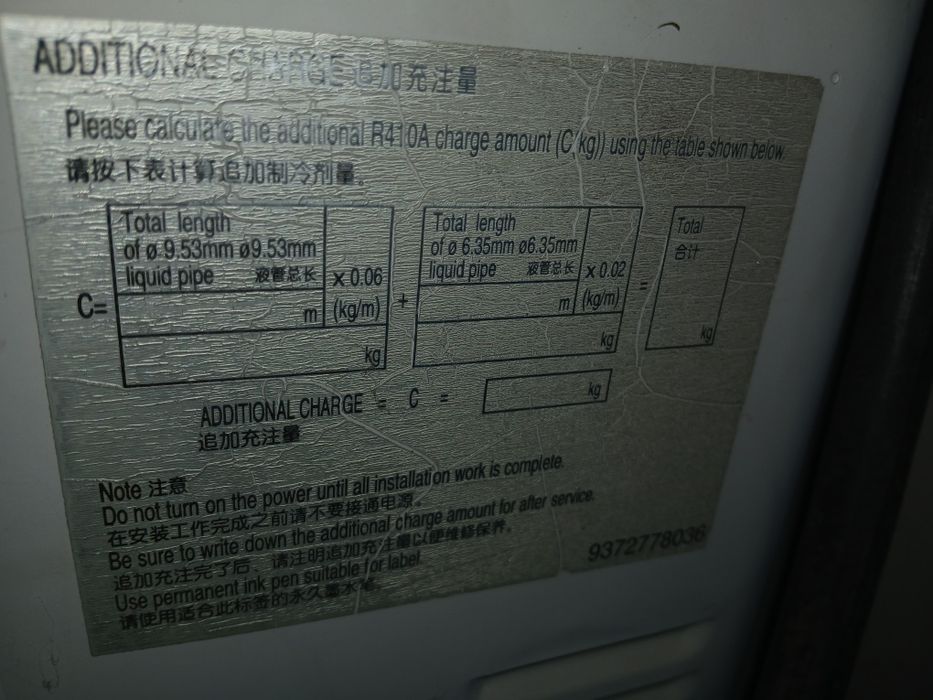 ADDITIONAL CHARGE 追加充注量
Please calculate the additional R410A charge amount (C(kg)) using the table shown below.
请按下表计算追加制冷剂量。
C=
Total length
of ø 9.53mm ø9.53mm
liquid pipe 液管总长
m
x 0.06
(kg/m)
kg
+
Total length
of ø 6.35mm ø6.35mm
liquid pipe 液管总长
m
x 0.02
(kg/m)
kg
=
Total
合计
kg
ADDITIONAL CHARGE = C = kg
追加充注量
Note 注意
Do not turn on the power until all installation work is complete.
在安装工作完成之前请不要接通电源。
Be sure to write down the additional charge amount for after service.
追加充注完了后、请注明追加充注量以便维修保养。
Use permanent ink pen suitable for label.
请使用适合此标签的永久墨水笔。
9372778036